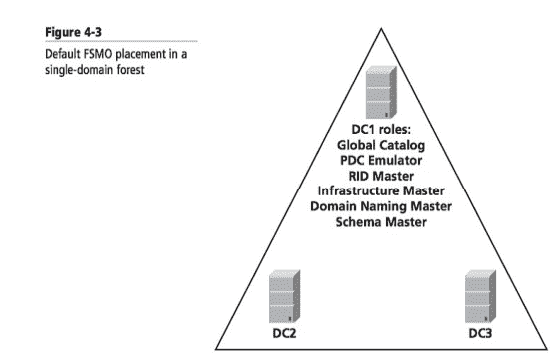 Figure 4-3
Default FSMO placement in a
single-domain forest
DC1 roles:
Global Catalog
PDC Emulator
RID Master
Infrastructure Master
Domain Naming Master
Schema Master
DC2
DC3